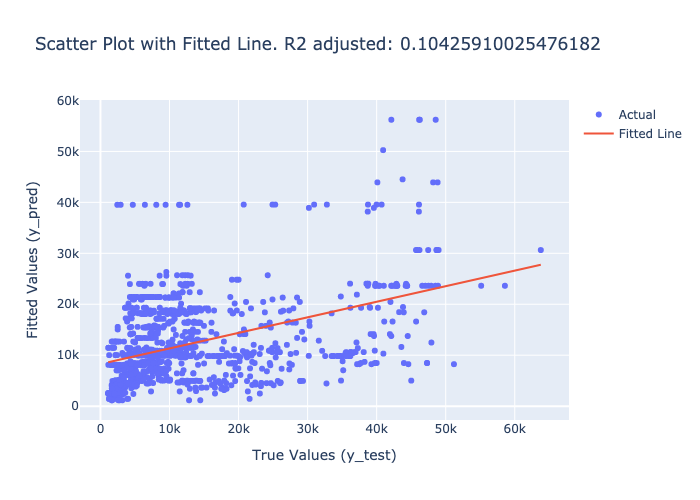 Scatter Plot with Fitted Line. R2 adjusted: 0.10425910025476182
60k
50k
40k
30k
20k
10k
0
Fitted Values (y_pred)
0
10k
20k
30k
40k
50k
60k
True Values (y_test)
Actual
Fitted Line